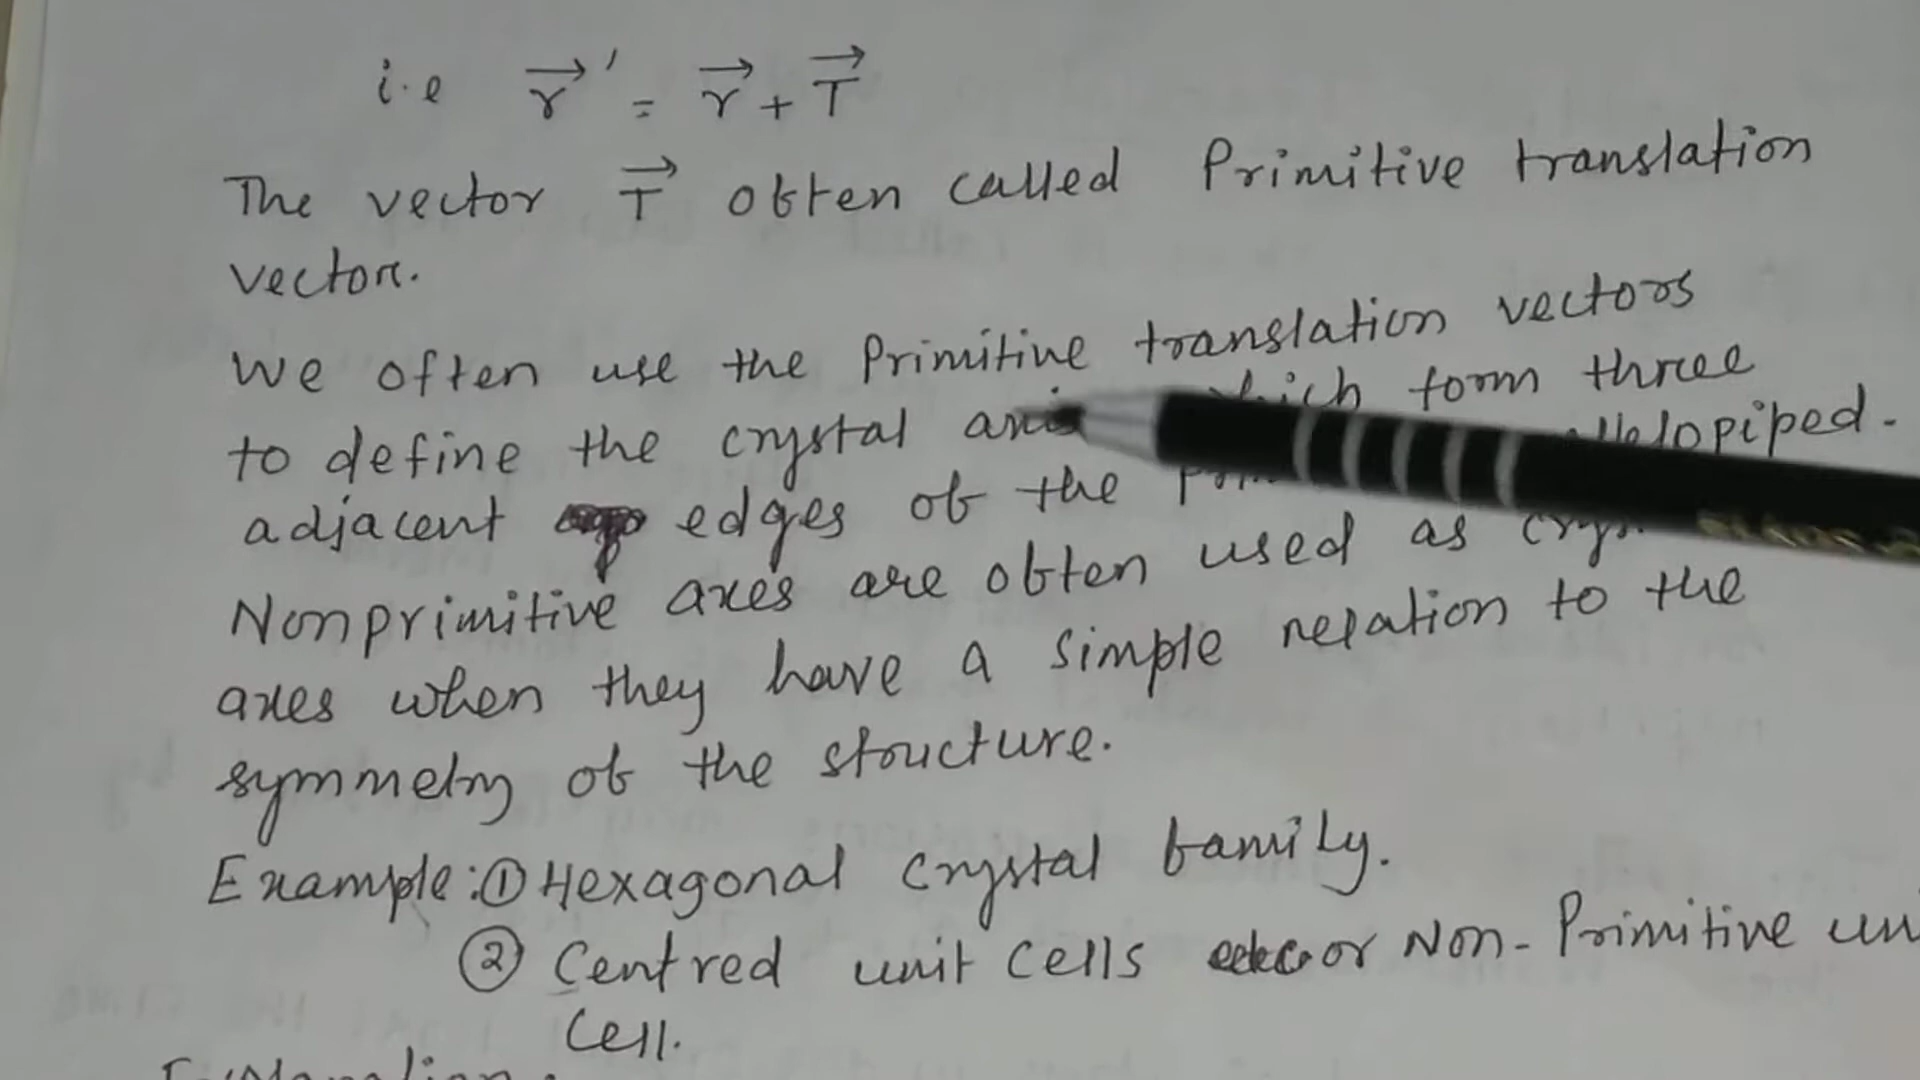 i.e r⃗' = r⃗ + T⃗
The vector T⃗ often called Primitive translation
vector.
We often use the Primitive translation vectors
to define the crystal which form three
adjacent edges of the
Nonprimitive axes are often used as
axes when they have a simple relation to the
symmetry of the structure.
Example: ① Hexagonal crystal family.
② Centred unit cells or Non-Primitive
cell.